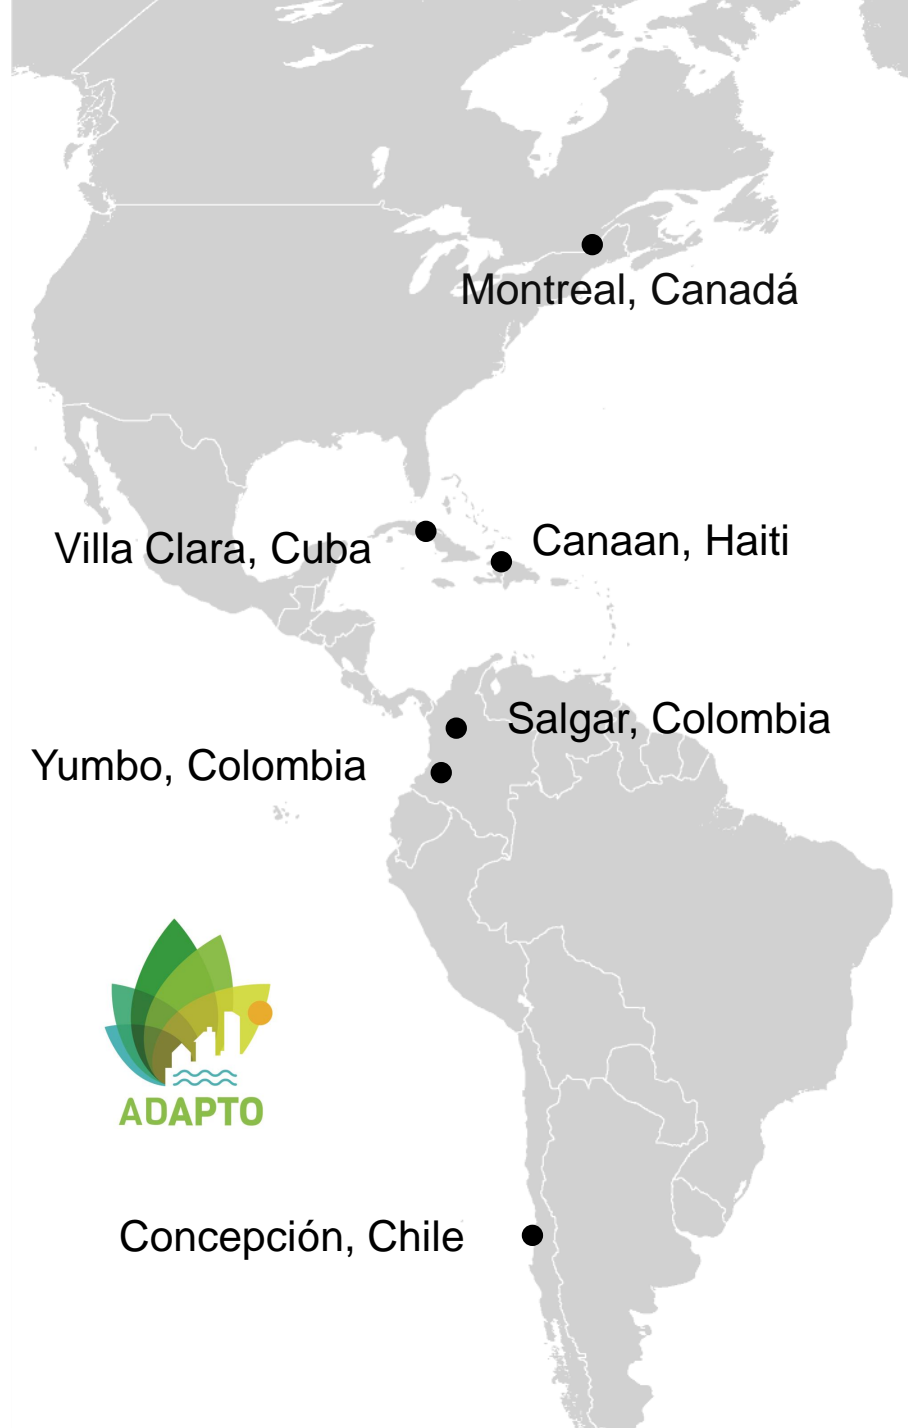 Montreal, Canadá
Villa Clara, Cuba
Canaan, Haiti
Salgar, Colombia
Yumbo, Colombia
ADAPTO
Concepción, Chile